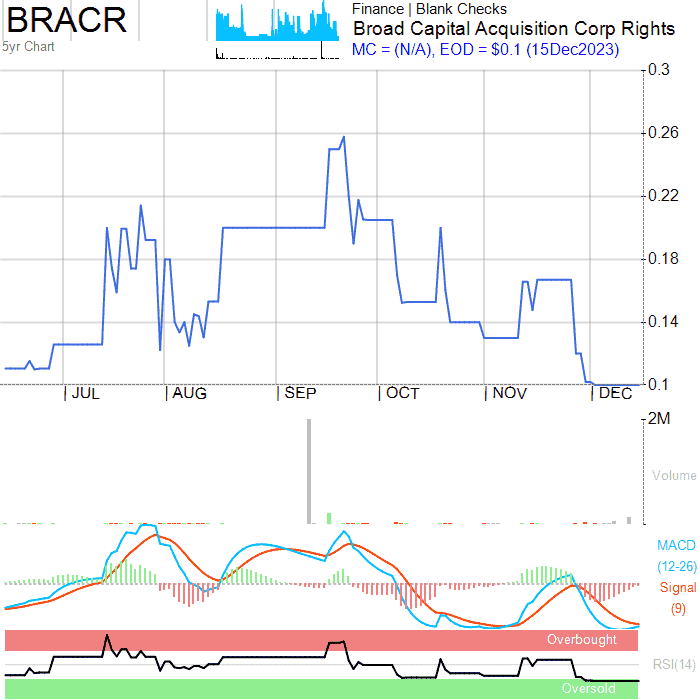 BRACR
5yr Chart
Finance | Blank Checks
Broad Capital Acquisition Corp Rights
MC = (N/A), EOD = $0.1 (15Dec2023)
0.3
0.26
0.22
0.18
0.14
0.1
JUL AUG SEP OCT NOV DEC
2M
Volume
MACD
(12-26)
Signal
(9)
Overbought
RSI(14)
Oversold